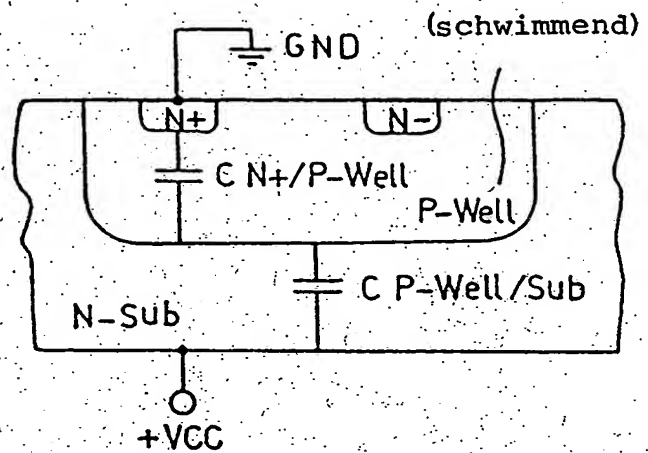 (schwimmend)
GND
N+
N-
C N+/P-Well
P-Well
C P-Well/Sub
N-Sub
+VCC